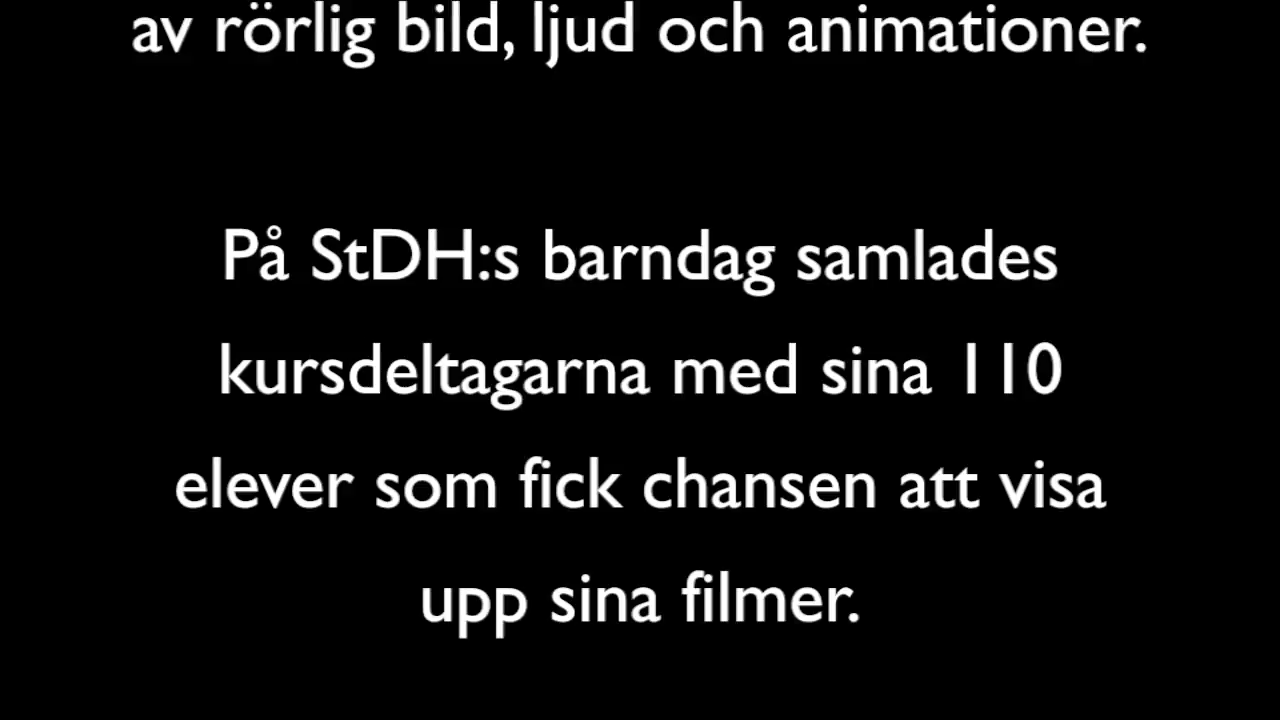 av rörlig bild, ljud och animationer.
På StDH:s barndag samlades
kursdeltagarna med sina 110
elever som fick chansen att visa
upp sina filmer.